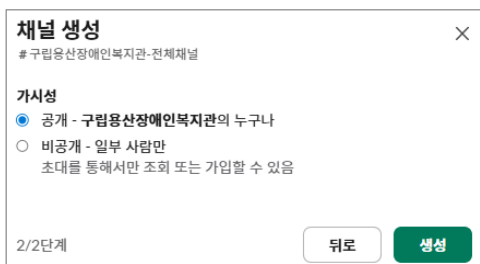 채널 생성
# 구립용산장애인복지관-전체채널
가시성
공개 - 구립용산장애인복지관의 누구나
비공개 - 일부 사람만
초대를 통해서만 조회 또는 가입할 수 있음
2/2단계
뒤로
생성